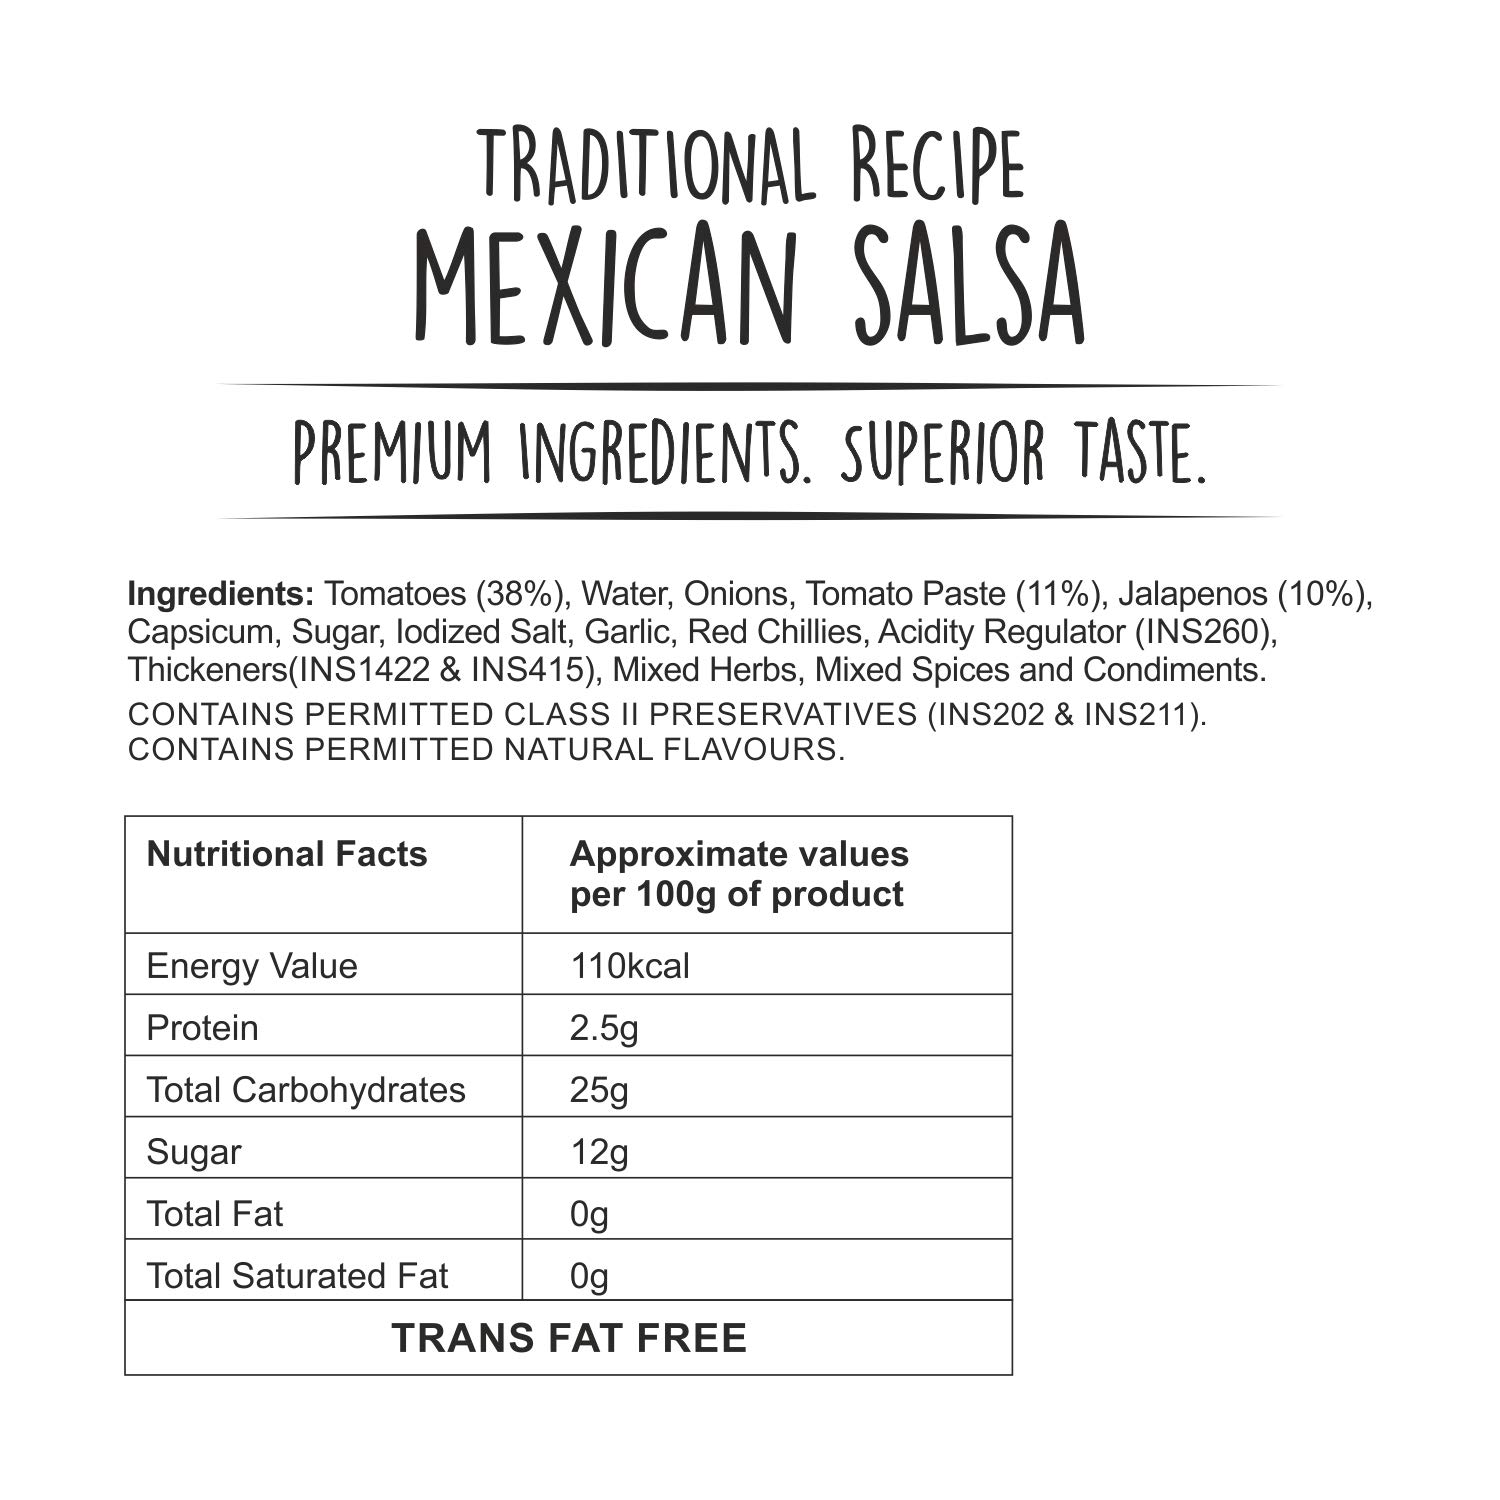 TRADITIONAL RECIPE
MEXICAN SALSA
PREMIUM INGREDIENTS. SUPERIOR TASTE.
Ingredients: Tomatoes (38%), Water, Onions, Tomato Paste (11%), Jalapenos (10%),
Capsicum, Sugar, Iodized Salt, Garlic, Red Chillies, Acidity Regulator (INS260),
Thickeners(INS1422 & INS415), Mixed Herbs, Mixed Spices and Condiments.
CONTAINS PERMITTED CLASS II PRESERVATIVES (INS202 & INS211).
CONTAINS PERMITTED NATURAL FLAVOURS.
Nutritional Facts Approximate values
per 100g of product
Energy Value 110kcal
Protein 2.5g
Total Carbohydrates 25g
Sugar 12g
Total Fat 0g
Total Saturated Fat 0g
TRANS FAT FREE